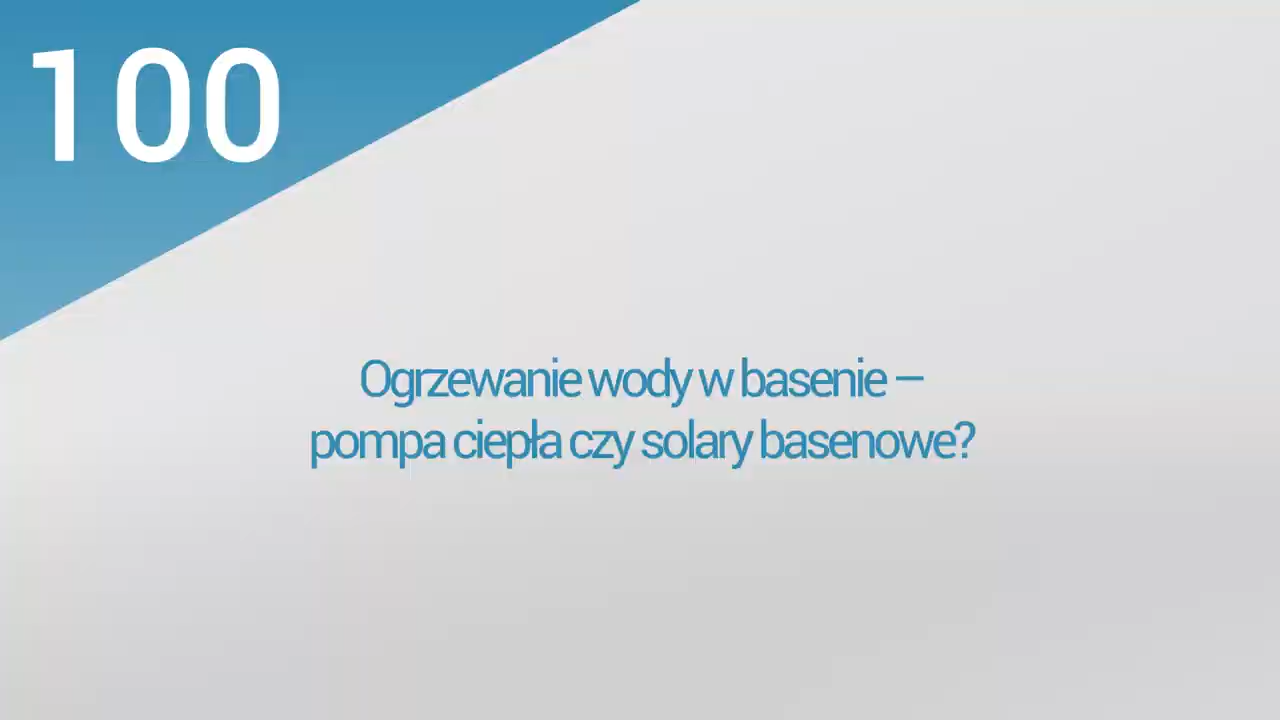 100
Ogrzewanie wody w basenie –
pompa ciepła czy solary basenowe?